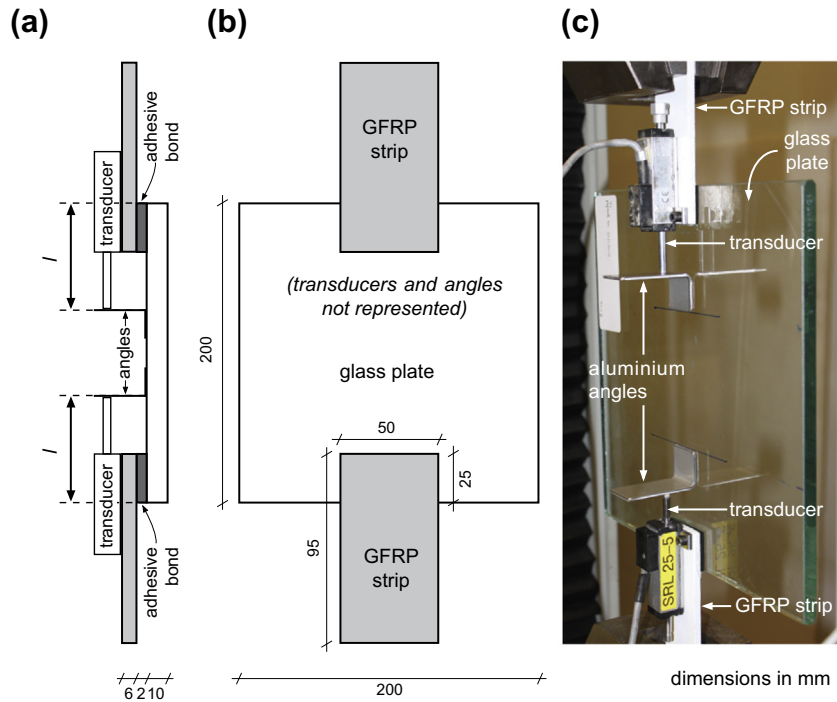 (a)
(b)
(c)
adhesive
bond
transducer
l
angles
l
transducer
adhesive
bond
6 2 10
GFRP
strip
(transducers and angles
not represented)
200
glass plate
50
25
95
GFRP
strip
200
GFRP strip
glass
plate
transducer
aluminium
angles
transducer
SRL 25-5
GFRP strip
dimensions in mm